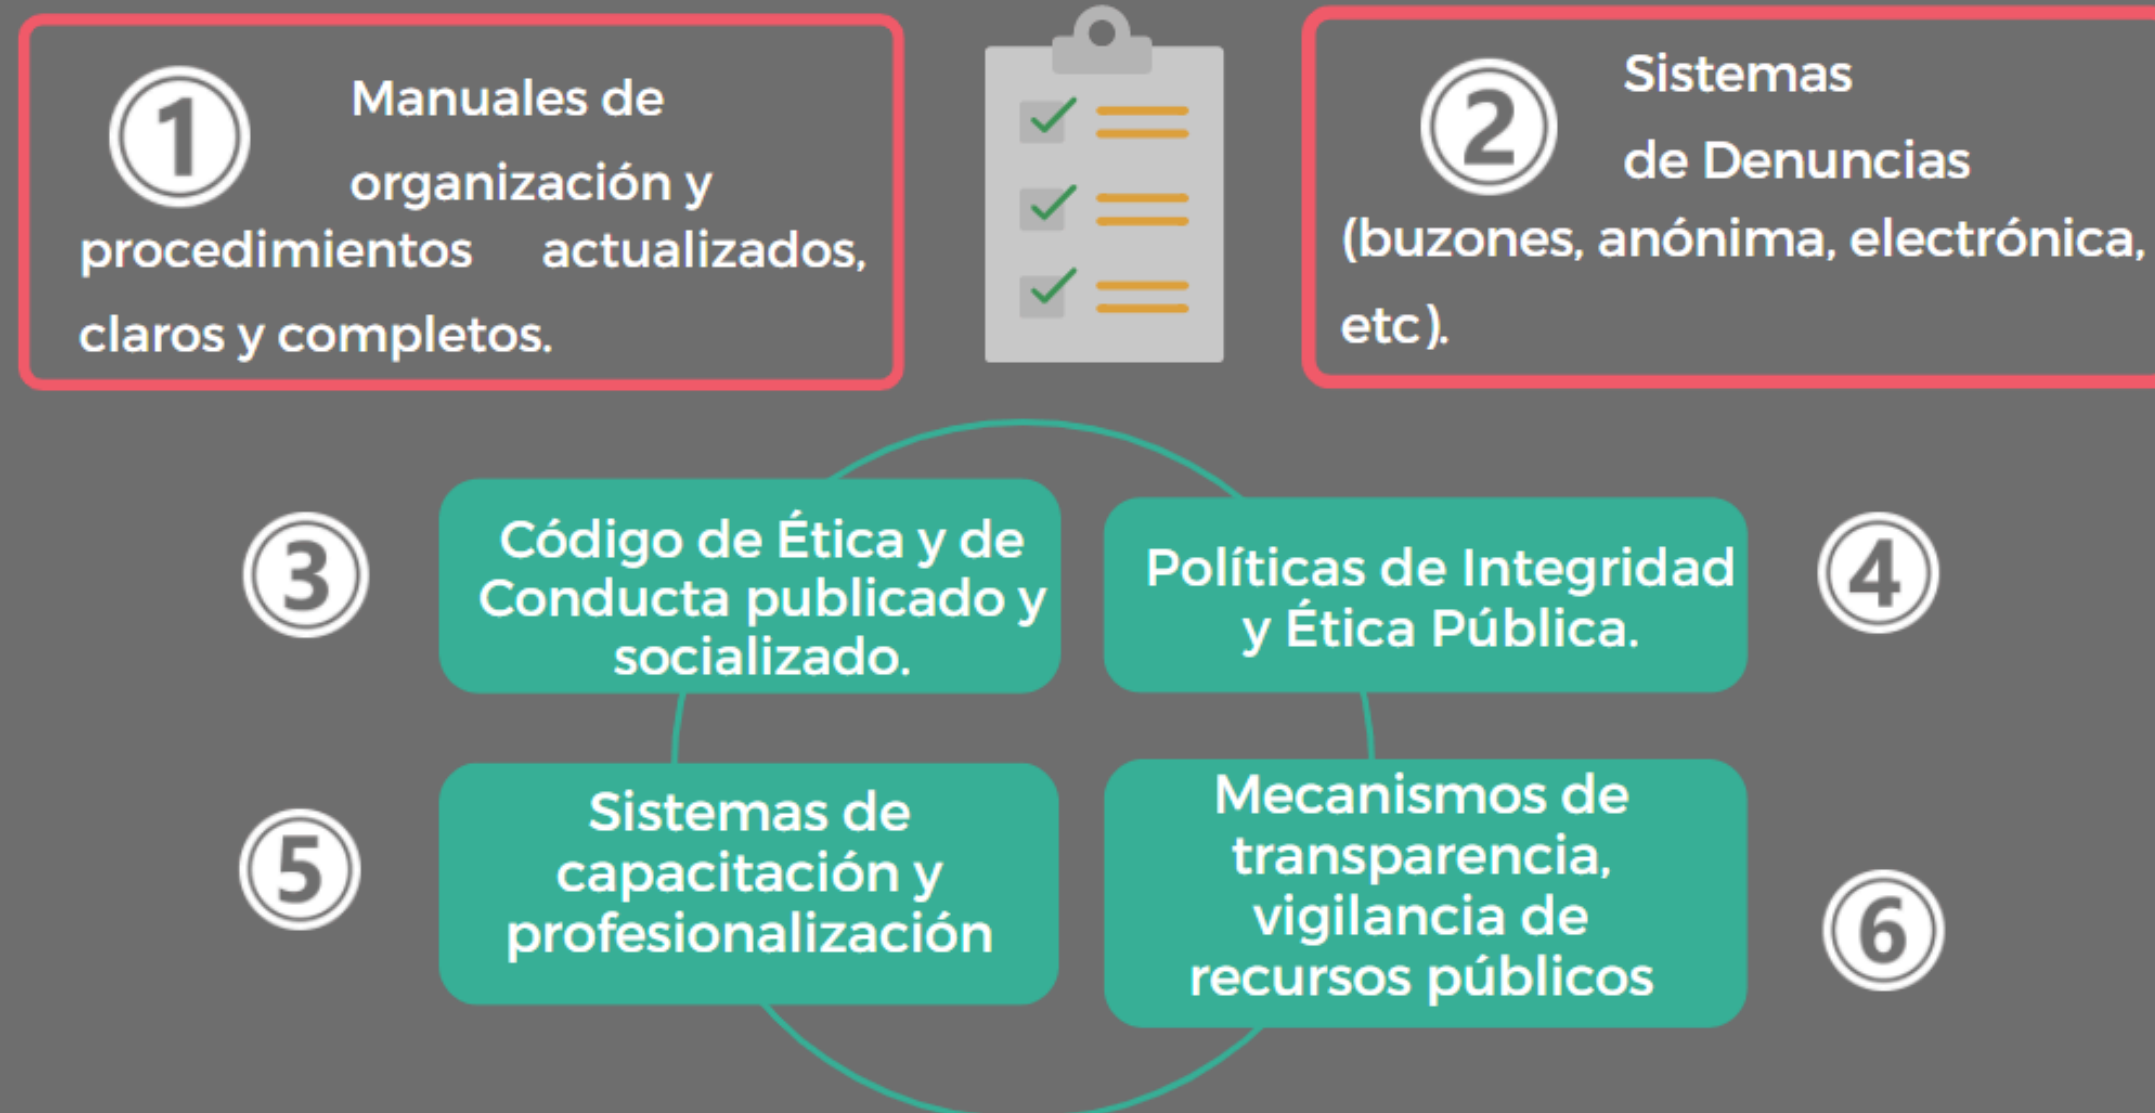 1
Manuales de
organización y
procedimientos actualizados,
claros y completos.
2
Sistemas
de Denuncias
(buzones, anónima, electrónica,
etc).
3
Código de Ética y de
Conducta publicado y
socializado.
4
Políticas de Integridad
y Ética Pública.
5
Sistemas de
capacitación y
profesionalización
6
Mecanismos de
transparencia,
vigilancia de
recursos públicos